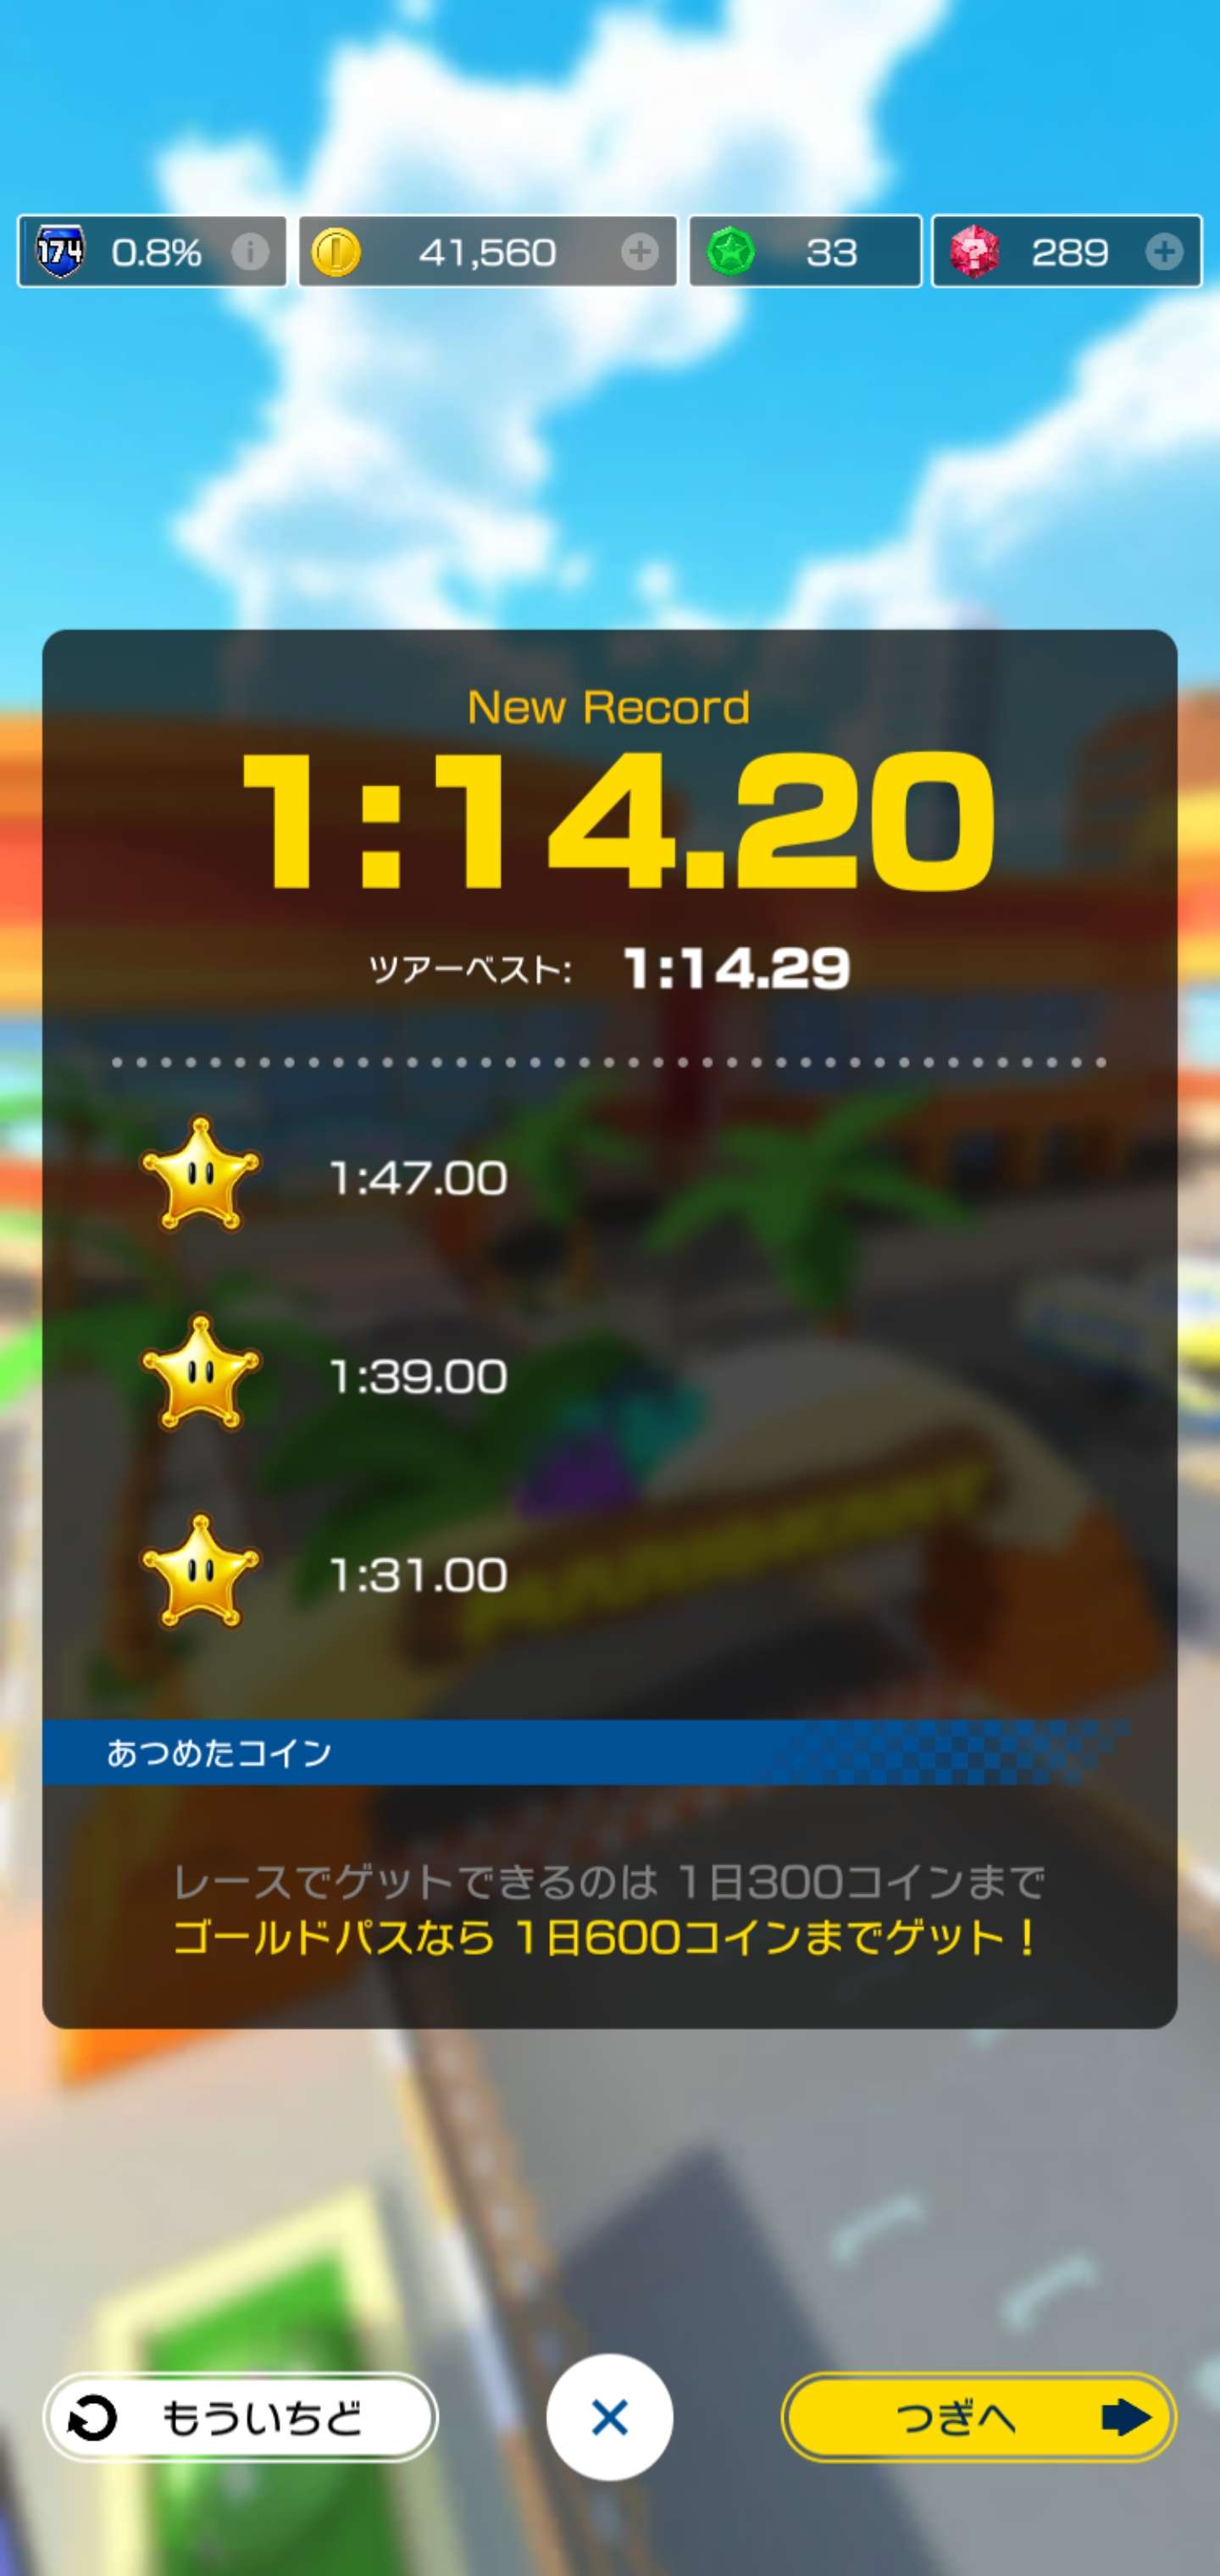 174 0.8% 41,560 33 289
New Record
1:14.20
ツアーベスト: 1:14.29
1:47.00
1:39.00
1:31.00
あつめたコイン
レースでゲットできるのは 1日300コインまで
ゴールドパスなら 1日600コインまでゲット！
もういちど つぎへ